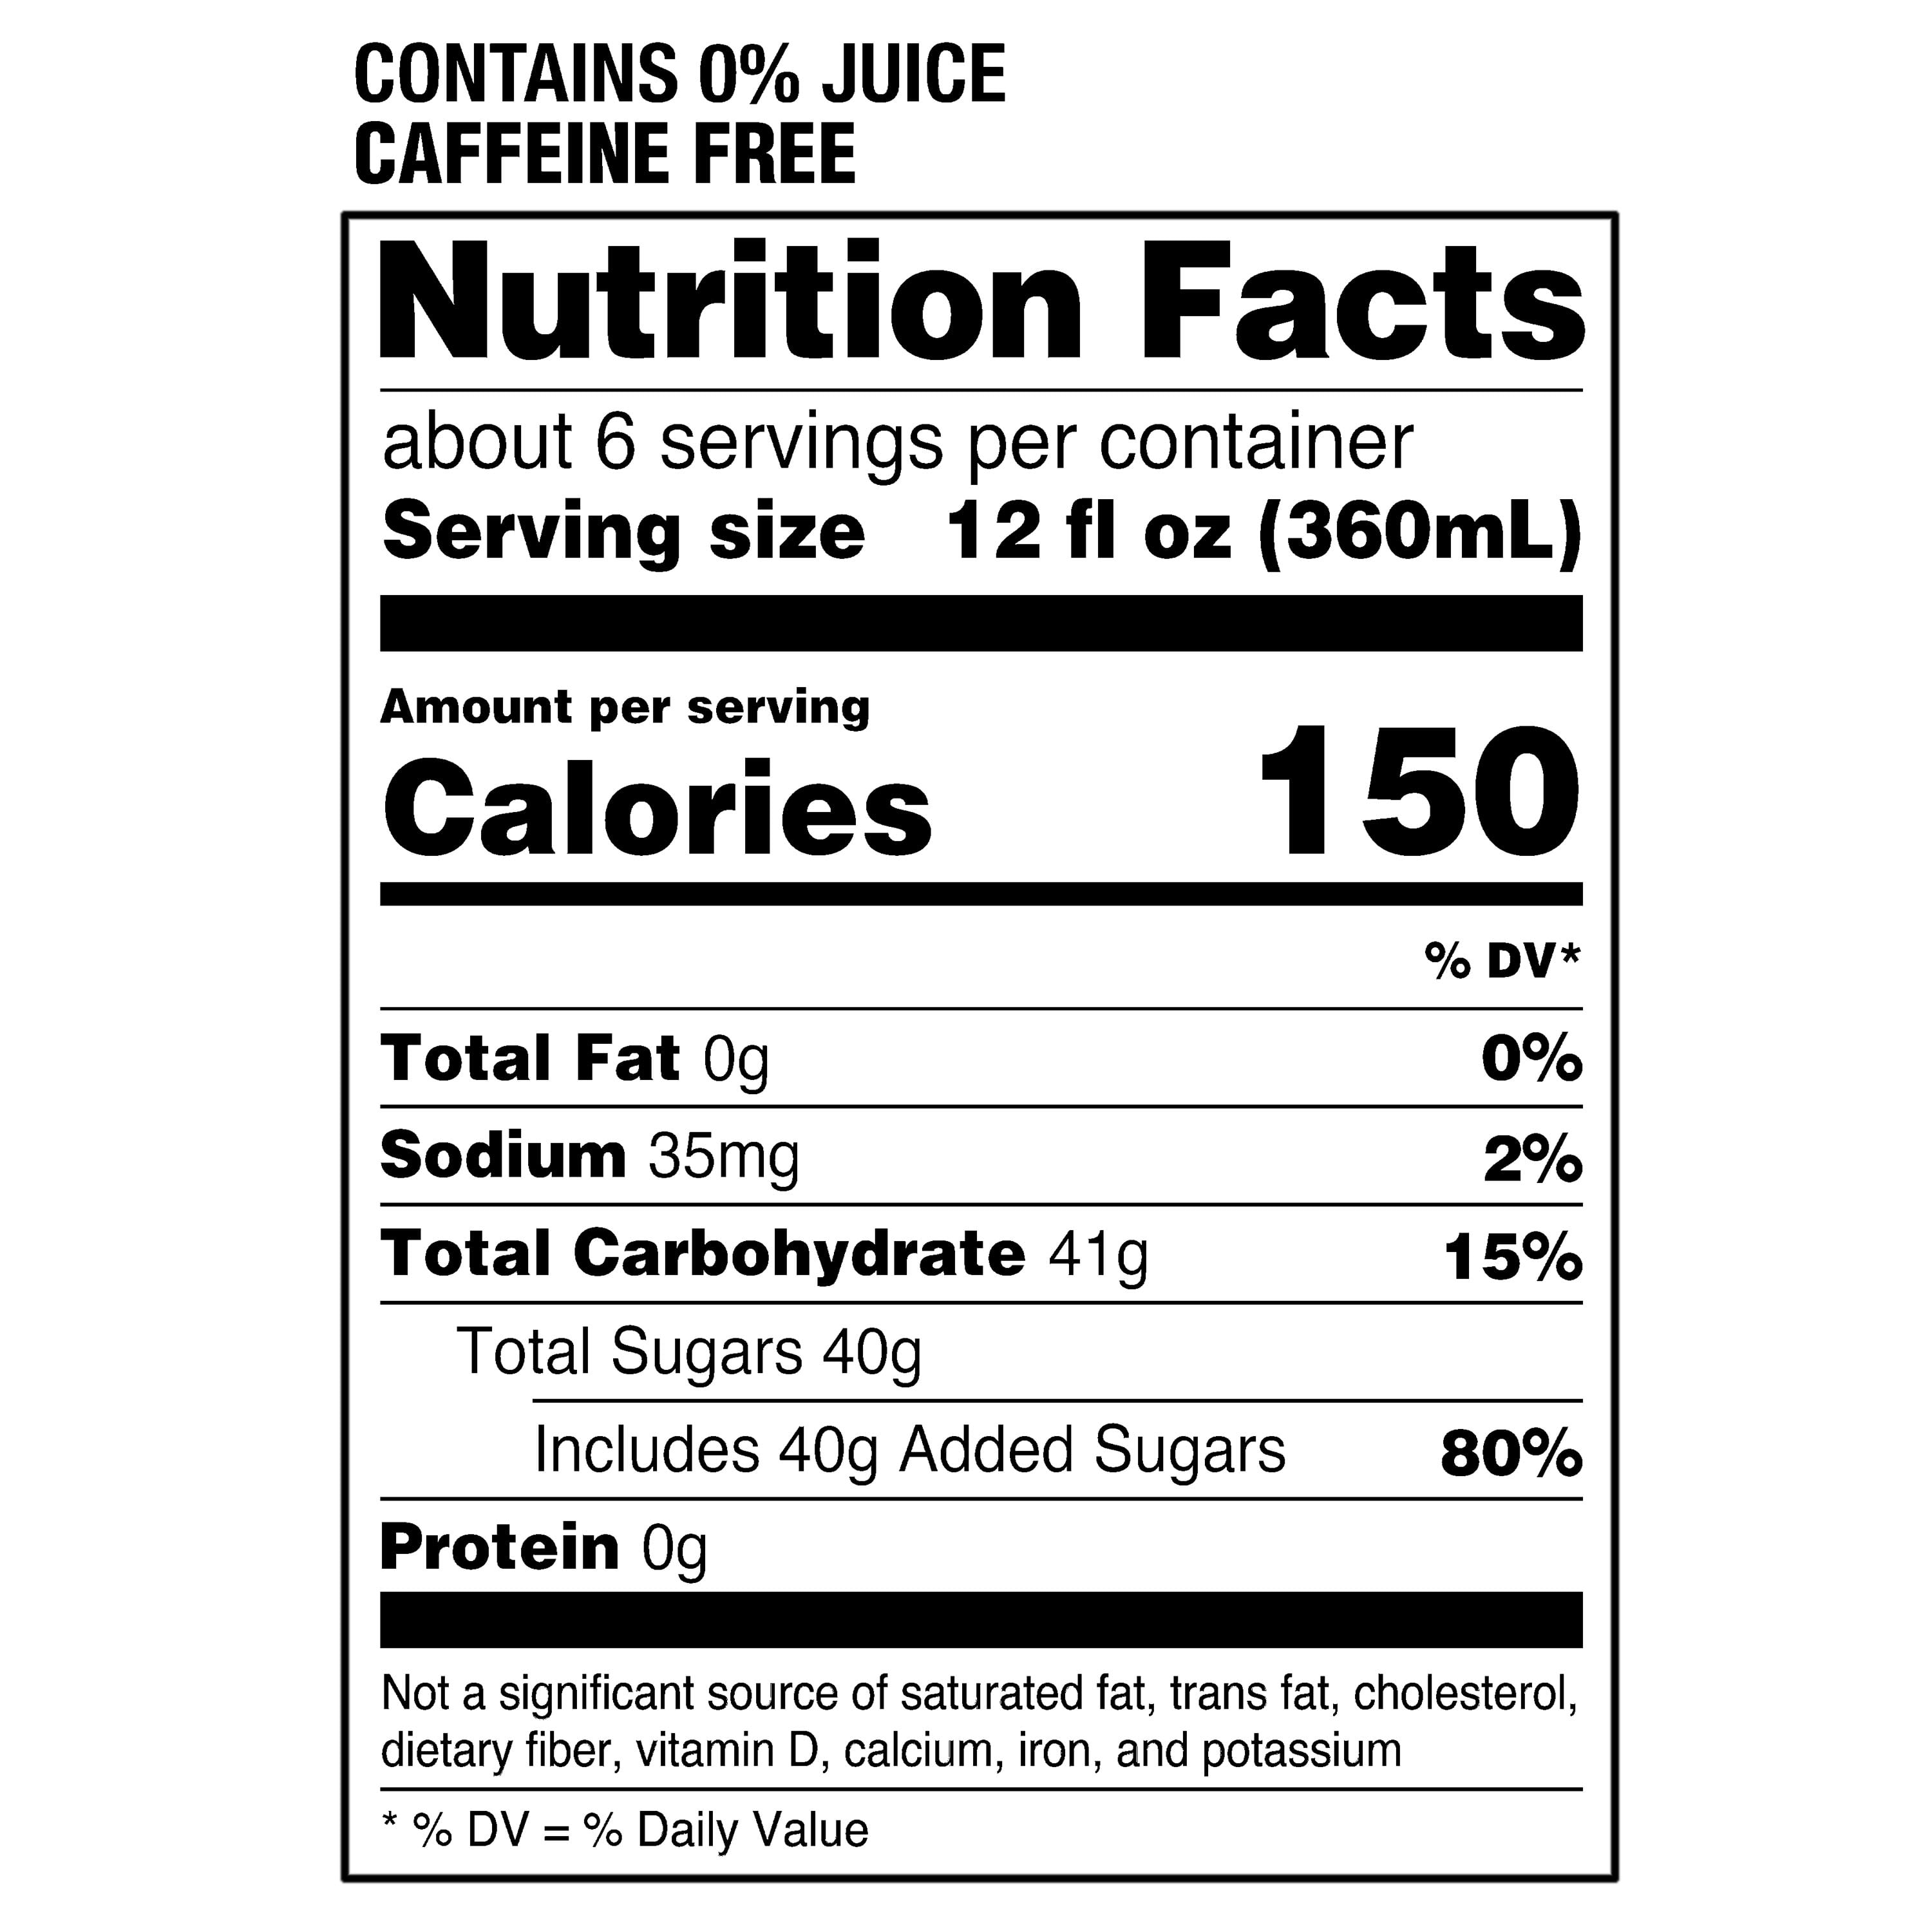 CONTAINS 0% JUICE
CAFFEINE FREE
Nutrition Facts
about 6 servings per container
Serving size 12 fl oz (360mL)
Amount per serving
Calories 150
% DV*
Total Fat 0g 0%
Sodium 35mg 2%
Total Carbohydrate 41g 15%
Total Sugars 40g
Includes 40g Added Sugars 80%
Protein 0g
Not a significant source of saturated fat, trans fat, cholesterol,
dietary fiber, vitamin D, calcium, iron, and potassium
* % DV = % Daily Value